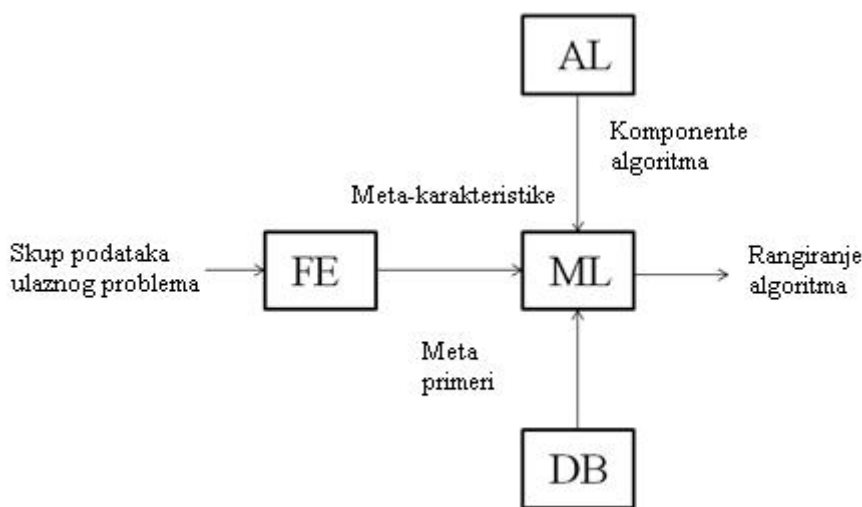 AL
Komponente
algoritma
Meta-karakteristike
Skup podataka
ulaznog problema
FE
ML
Rangiranje
algoritma
Meta
primeri
DB